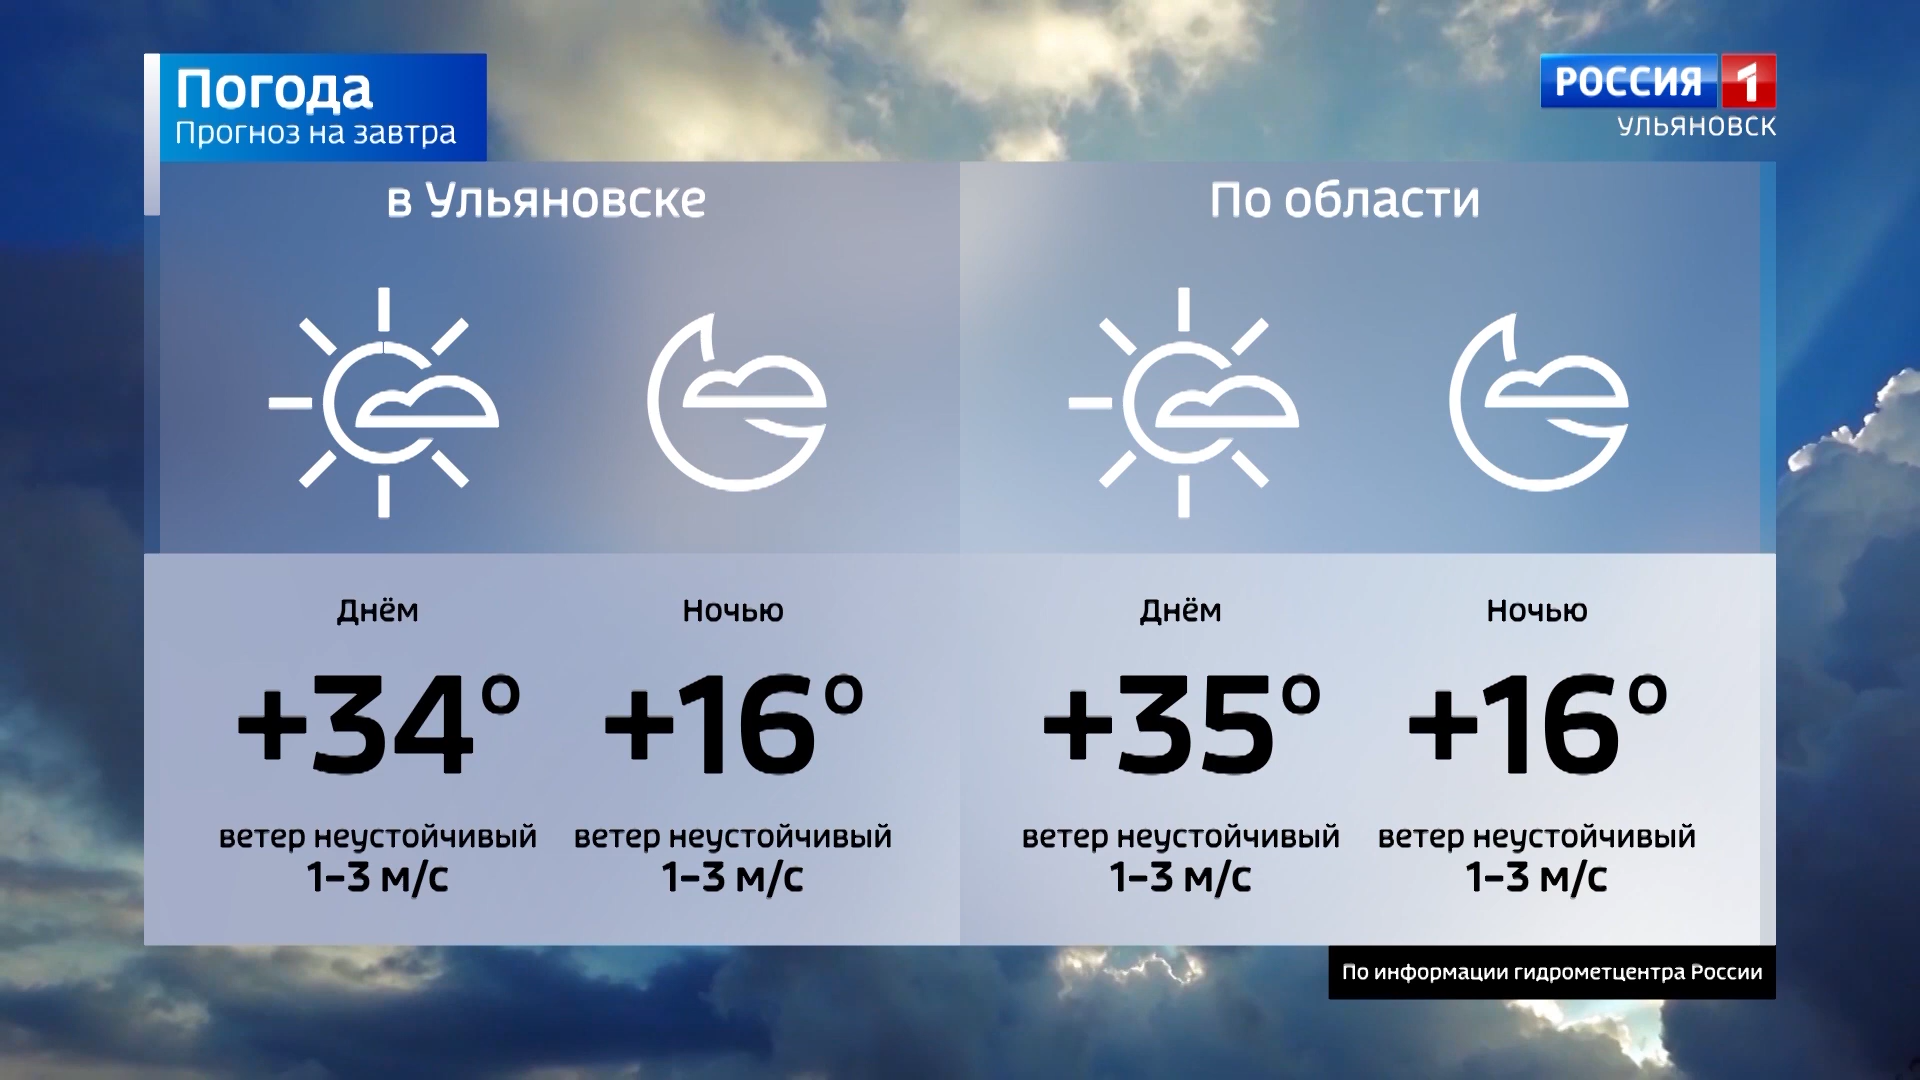 Погода
Прогноз на завтра
РОССИЯ 1
УЛЬЯНОВСК
в Ульяновске
По области
Днём
Ночью
Днём
Ночью
+34°
+16°
+35°
+16°
ветер неустойчивый
1-3 м/с
ветер неустойчивый
1-3 м/с
ветер неустойчивый
1-3 м/с
ветер неустойчивый
1-3 м/с
По информации гидрометцентра России